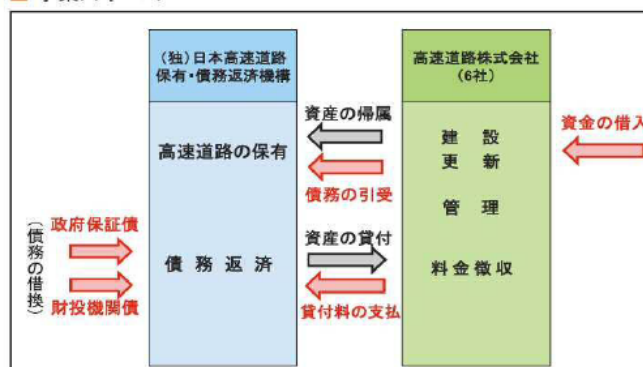 (独)日本高速道路
保有・債務返済機構
高速道路の保有
債務返済
高速道路株式会社
(6社)
建設
更新
管理
料金徴収
資産の帰属
債務の引受
資産の貸付
貸付料の支払
資金の借入
政府保証債
財投機関債
(債務の借換)